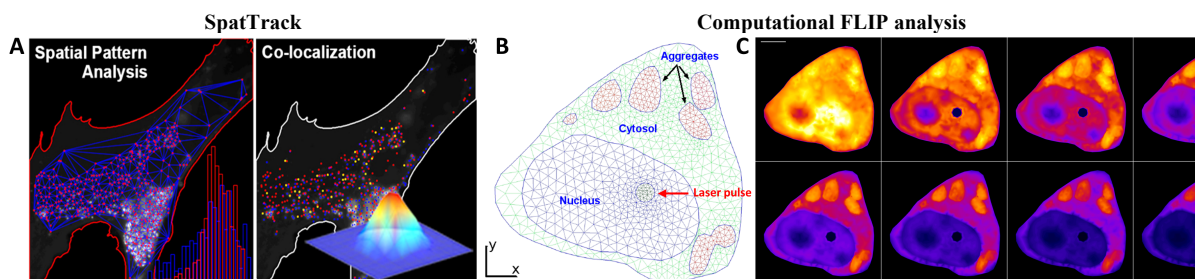 SpatTrack
Computational FLIP analysis
A
Spatial Pattern
Analysis
Co-localization
B
Aggregates
Cytosol
Nucleus
Laser pulse
y
x
C